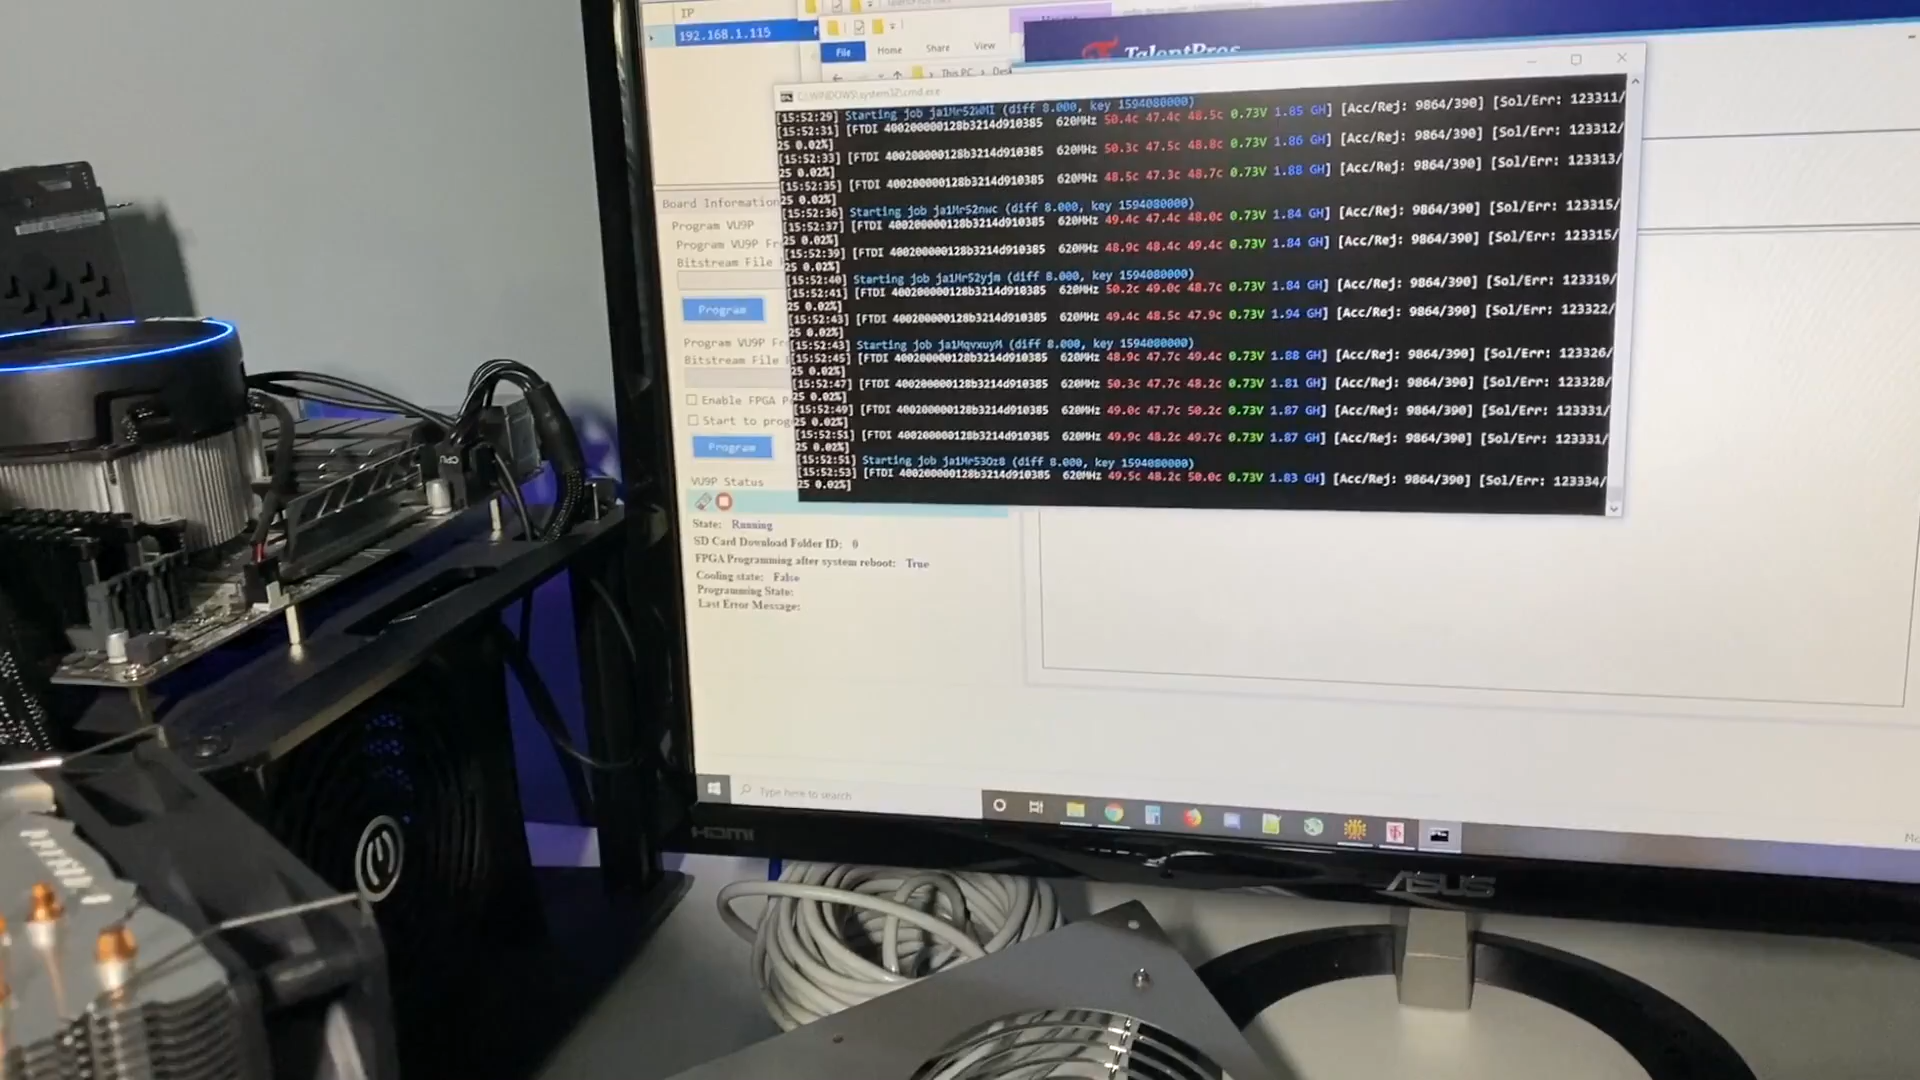 IP
192.168.1.115
File
Home
Share
View
This PC
TalentPros
C:\WINDOWS\system32\cmd.exe
[15:52:29] Starting job ja1Mr52WMI (diff 8.000, key 1594080000)
[15:52:31] [FTDI 400200000128b3214d910385 620MHz 50.4c 47.4c 48.5c 0.73V 1.85 GH] [Acc/Rej: 9864/390] [Sol/Err: 123311/
25 0.02%]
[15:52:33] [FTDI 400200000128b3214d910385 620MHz 50.3c 47.5c 48.8c 0.73V 1.86 GH] [Acc/Rej: 9864/390] [Sol/Err: 123312/
25 0.02%]
[15:52:35] [FTDI 400200000128b3214d910385 620MHz 48.5c 47.3c 48.7c 0.73V 1.88 GH] [Acc/Rej: 9864/390] [Sol/Err: 123313/
25 0.02%]
[15:52:36] Starting job ja1Mr52nwc (diff 8.000, key 1594080000)
[15:52:37] [FTDI 400200000128b3214d910385 620MHz 49.4c 47.4c 48.0c 0.73V 1.84 GH] [Acc/Rej: 9864/390] [Sol/Err: 123315/
25 0.02%]
[15:52:39] [FTDI 400200000128b3214d910385 620MHz 48.9c 48.4c 49.4c 0.73V 1.84 GH] [Acc/Rej: 9864/390] [Sol/Err: 123315/
25 0.02%]
[15:52:40] Starting job ja1Mr52yjm (diff 8.000, key 1594080000)
[15:52:41] [FTDI 400200000128b3214d910385 620MHz 50.2c 49.0c 48.7c 0.73V 1.84 GH] [Acc/Rej: 9864/390] [Sol/Err: 123319/
25 0.02%]
[15:52:43] [FTDI 400200000128b3214d910385 620MHz 49.4c 48.5c 47.9c 0.73V 1.94 GH] [Acc/Rej: 9864/390] [Sol/Err: 123322/
25 0.02%]
[15:52:43] Starting job ja1MqvxuyM (diff 8.000, key 1594080000)
[15:52:45] [FTDI 400200000128b3214d910385 620MHz 48.9c 47.7c 49.4c 0.73V 1.88 GH] [Acc/Rej: 9864/390] [Sol/Err: 123326/
25 0.02%]
[15:52:47] [FTDI 400200000128b3214d910385 620MHz 50.3c 47.7c 48.2c 0.73V 1.81 GH] [Acc/Rej: 9864/390] [Sol/Err: 123328/
25 0.02%]
[15:52:49] [FTDI 400200000128b3214d910385 620MHz 49.0c 47.7c 50.2c 0.73V 1.87 GH] [Acc/Rej: 9864/390] [Sol/Err: 123331/
25 0.02%]
[15:52:51] [FTDI 400200000128b3214d910385 620MHz 49.9c 48.2c 49.7c 0.73V 1.87 GH] [Acc/Rej: 9864/390] [Sol/Err: 123331/
25 0.02%]
[15:52:51] Starting job ja1Mr53Oz8 (diff 8.000, key 1594080000)
[15:52:53] [FTDI 400200000128b3214d910385 620MHz 49.5c 48.2c 50.0c 0.73V 1.83 GH] [Acc/Rej: 9864/390] [Sol/Err: 123334/
25 0.02%]
Board Information
Program VU9P
Program VU9P
Bitstream File
Program
Program VU9P
Bitstream File
Enable FPGA
Start to
Program
VU9P Status
State: Running
SD Card Download Folder ID: 0
FPGA Programming after system reboot: True
Cooling state: False
Programming State:
Last Error Message:
Type here to search
HDMI
ASUS
CPU